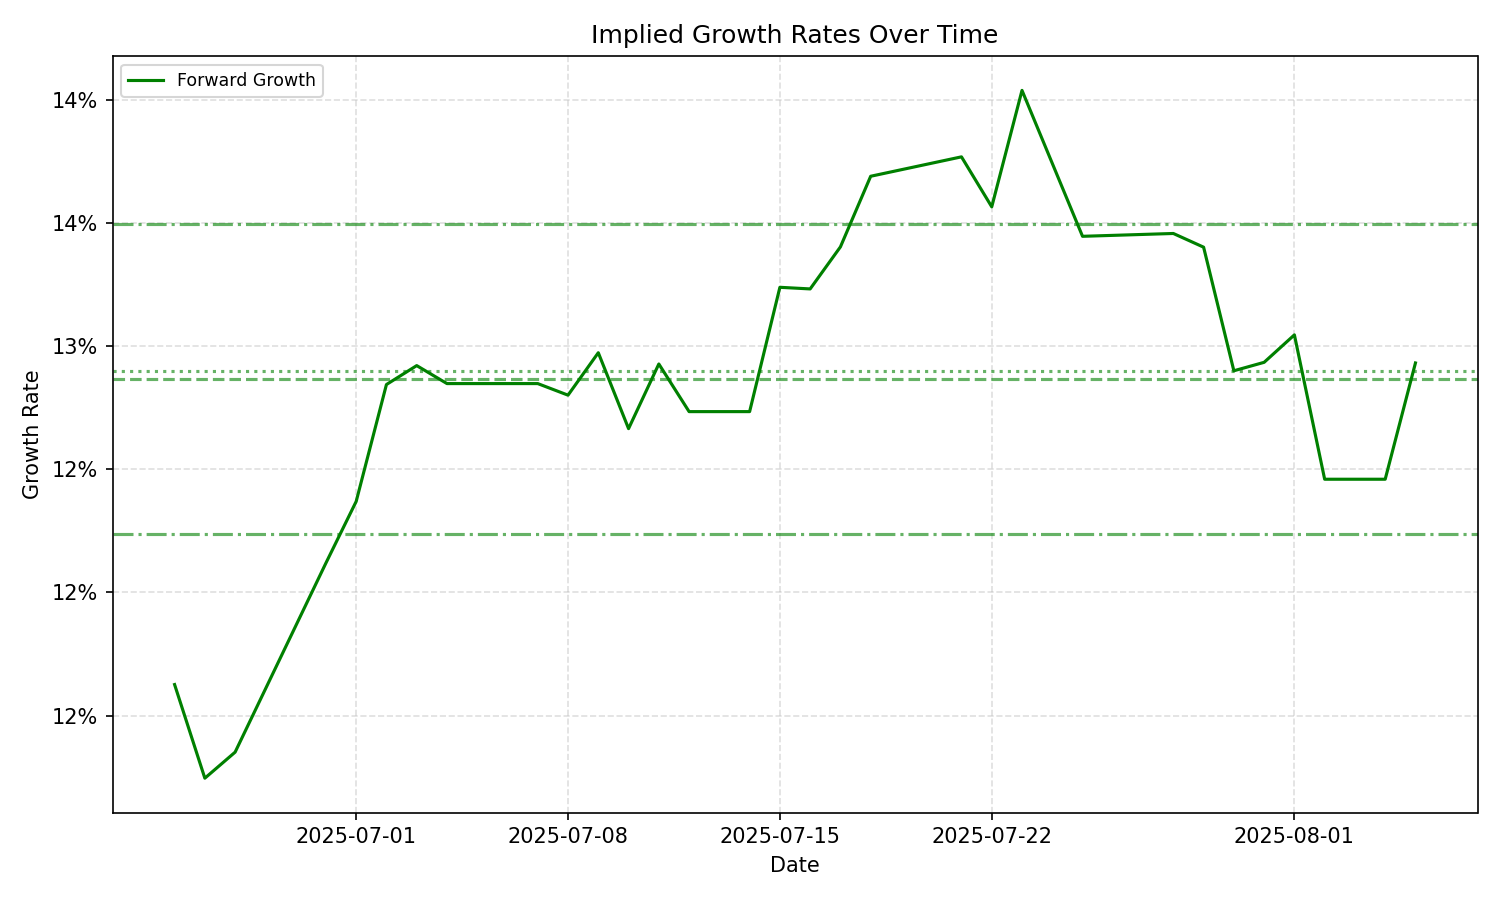 Implied Growth Rates Over Time
Forward Growth
14%
14%
13%
12%
12%
12%
Growth Rate
2025-07-01
2025-07-08
2025-07-15
2025-07-22
2025-08-01
Date